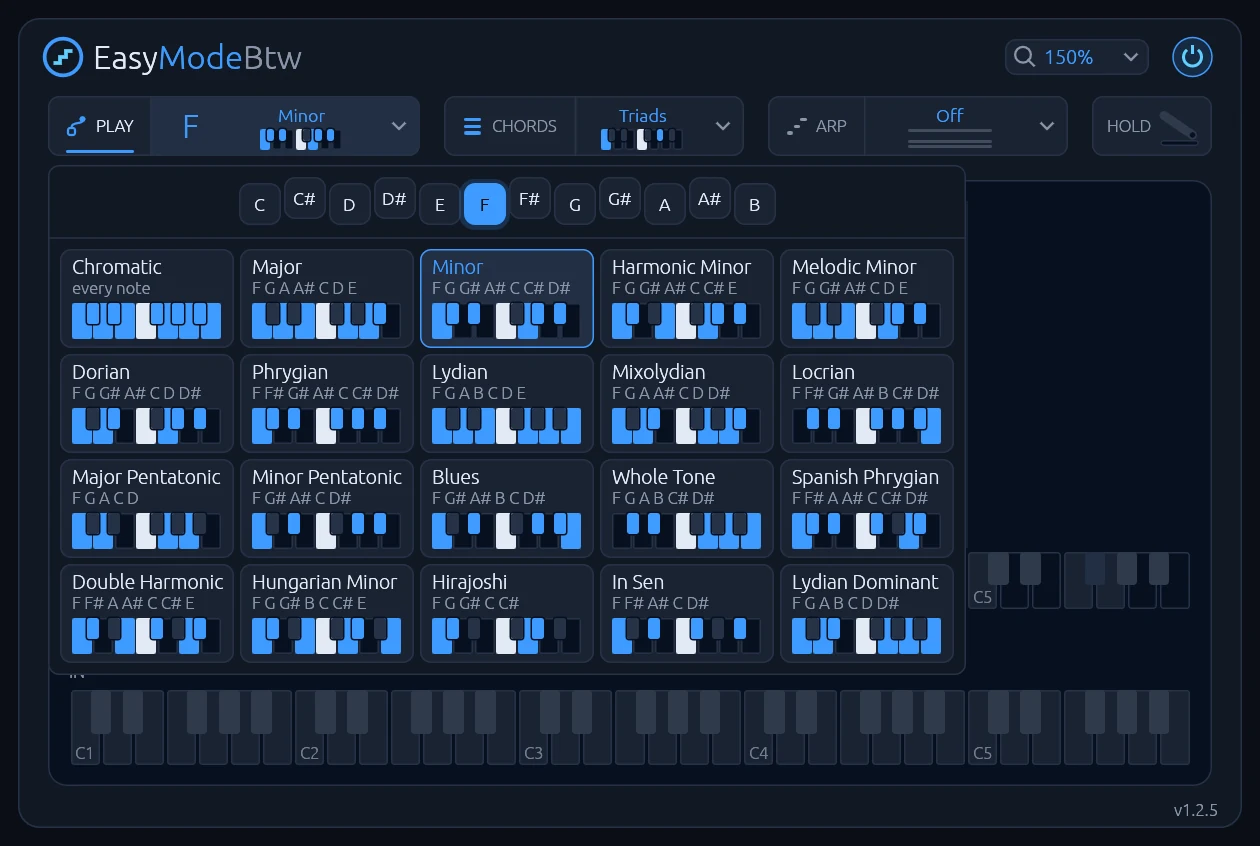 EasyModeBtw
150%
PLAY
F
Minor
CHORDS
Triads
ARP
Off
HOLD
C
C#
D
D#
E
F
F#
G
G#
A
A#
B
Chromatic
every note
Major
F G A A# C D E
Minor
F G G# A# C C# D#
Harmonic Minor
F G G# A# C C# E
Melodic Minor
F G G# A# C D E
Dorian
F G G# A# C D D#
Phrygian
F F# G# A# C C# D#
Lydian
F G A B C D E
Mixolydian
F G A A# C D D#
Locrian
F F# G# A# B C# D#
Major Pentatonic
F G A C D
Minor Pentatonic
F G# A# C D#
Blues
F G# A# B C D#
Whole Tone
F G A B C# D#
Spanish Phrygian
F F# A A# C C# D#
Double Harmonic
F F# A A# C C# E
Hungarian Minor
F G G# B C C# E
Hirajoshi
F G G# C C#
In Sen
F F# A# C D#
Lydian Dominant
F G A B C D D#
C5
IN
C1
C2
C3
C4
C5
v1.2.5